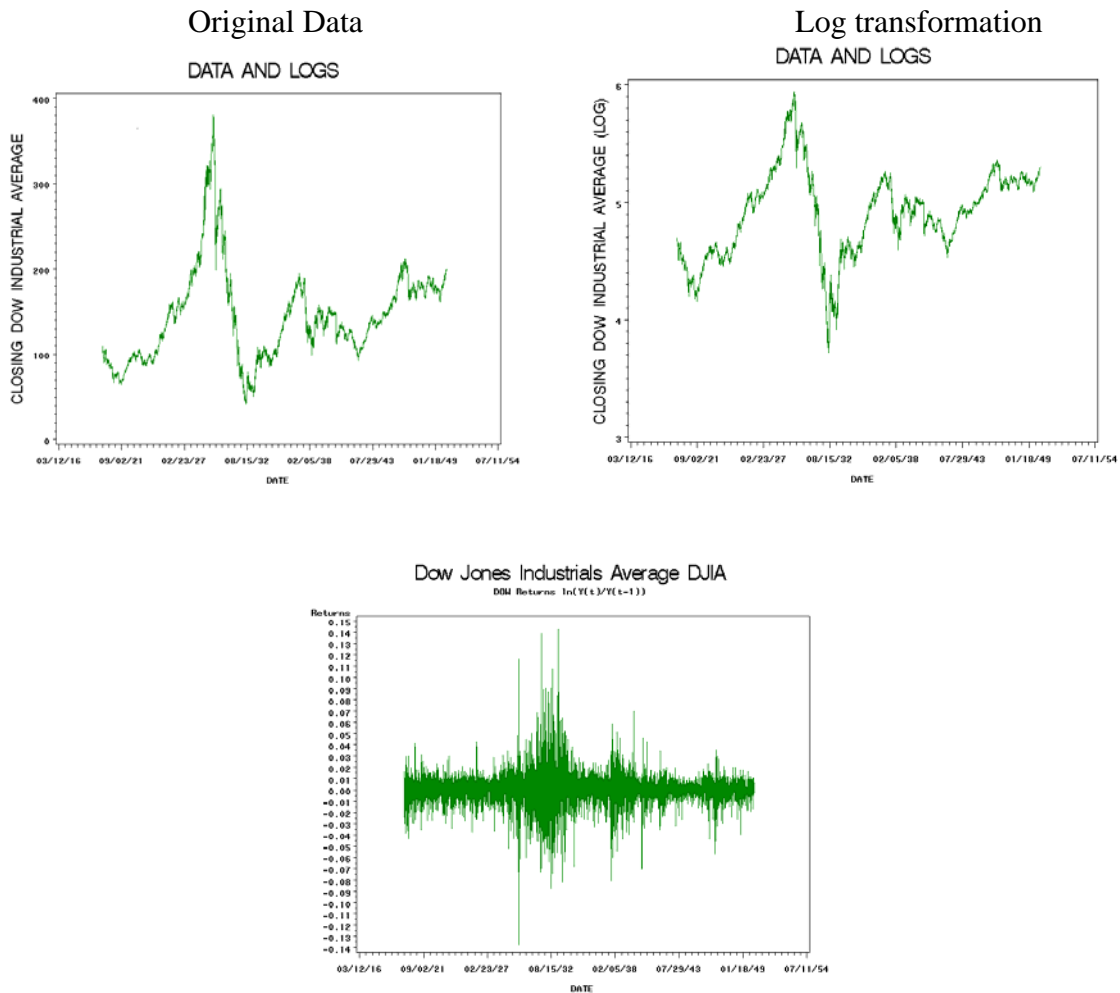 Original Data
Log transformation
DATA AND LOGS
CLOSING DOW INDUSTRIAL AVERAGE
400
300
200
100
0
03/12/16 09/02/21 02/23/27 08/15/32 02/05/38 07/29/43 01/18/49 07/11/54
DATE
DATA AND LOGS
CLOSING DOW INDUSTRIAL AVERAGE (LOG)
6
5
4
3
03/12/16 09/02/21 02/23/27 08/15/32 02/05/38 07/29/43 01/18/49 07/11/54
DATE
Dow Jones Industrials Average DJIA
DOW Returns ln(Y(t)/Y(t-1))
Returns
0.15
0.14
0.13
0.12
0.11
0.10
0.09
0.08
0.07
0.06
0.05
0.04
0.03
0.02
0.01
0.00
-0.01
-0.02
-0.03
-0.04
-0.05
-0.06
-0.07
-0.08
-0.09
-0.10
-0.11
-0.12
-0.13
-0.14
03/12/16 09/02/21 02/23/27 08/15/32 02/05/38 07/29/43 01/18/49 07/11/54
DATE